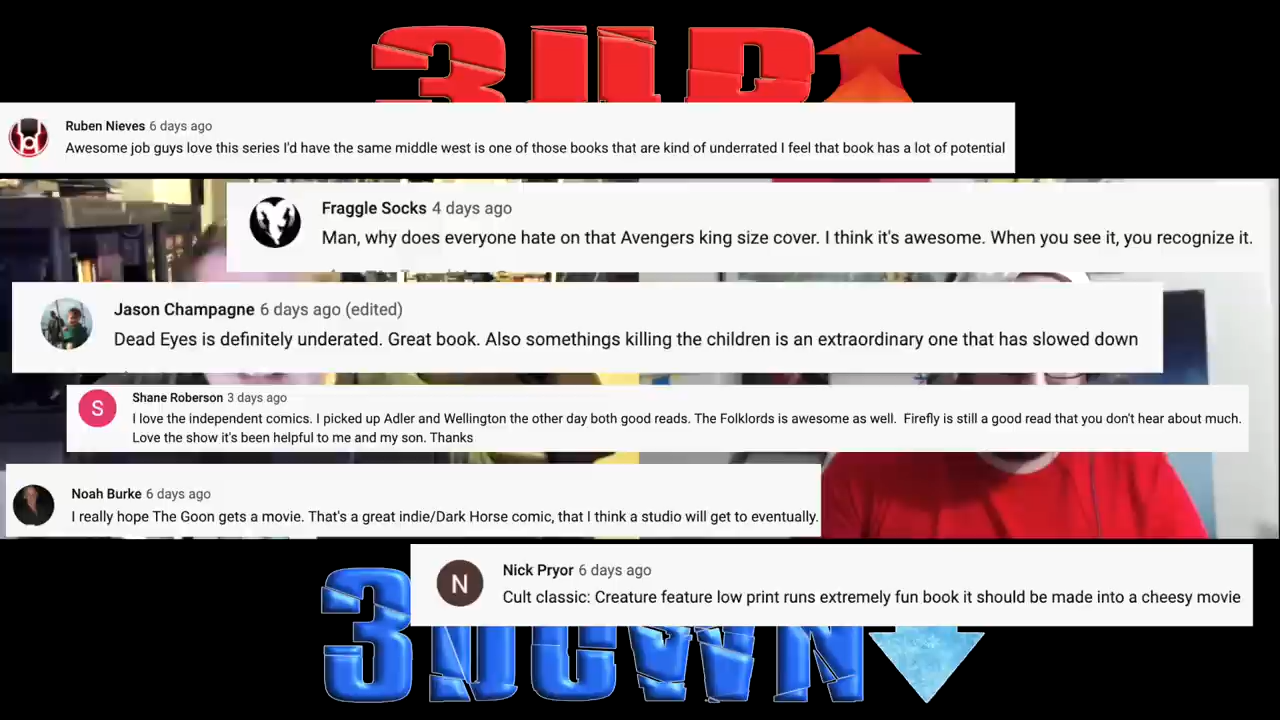 3UP
Ruben Nieves 6 days ago
Awesome job guys love this series I'd have the same middle west is one of those books that are kind of underrated I feel that book has a lot of potential
Fraggle Socks 4 days ago
Man, why does everyone hate on that Avengers king size cover. I think it's awesome. When you see it, you recognize it.
Jason Champagne 6 days ago (edited)
Dead Eyes is definitely underated. Great book. Also somethings killing the children is an extraordinary one that has slowed down
S
Shane Roberson 3 days ago
I love the independent comics. I picked up Adler and Wellington the other day both good reads. The Folklords is awesome as well.  Firefly is still a good read that you don't hear about much.
Love the show it's been helpful to me and my son. Thanks
Noah Burke 6 days ago
I really hope The Goon gets a movie. That's a great indie/Dark Horse comic, that I think a studio will get to eventually.
N
Nick Pryor 6 days ago
Cult classic: Creature feature low print runs extremely fun book it should be made into a cheesy movie
3DOWN